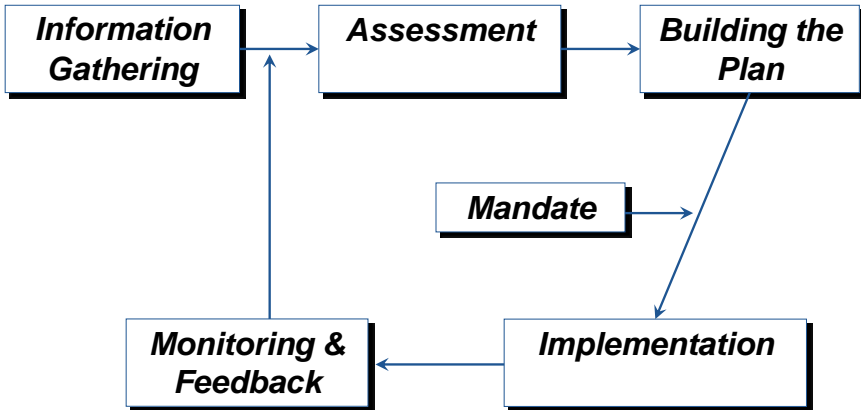 Information
Gathering
Assessment
Building the
Plan
Mandate
Monitoring &
Feedback
Implementation